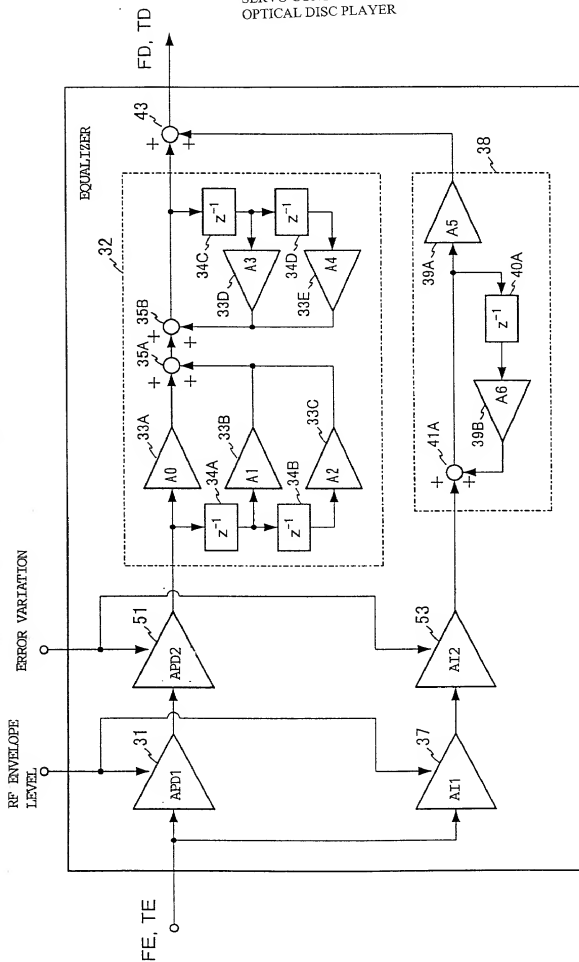 SERVO
OPTICAL DISC PLAYER
FD, TD
EQUALIZER
43
+
+
32
z⁻¹
34C
z⁻¹
34D
A3
33D
A4
33E
35B
+
+
35A
+
+
33A
A0
33B
A1
33C
A2
34A
z⁻¹
34B
z⁻¹
38
A5
39A
z⁻¹
40A
A6
39B
41A
+
+
ERROR VARIATION
51
APD2
53
AI2
RF ENVELOPE
LEVEL
31
APD1
37
AI1
FE, TE